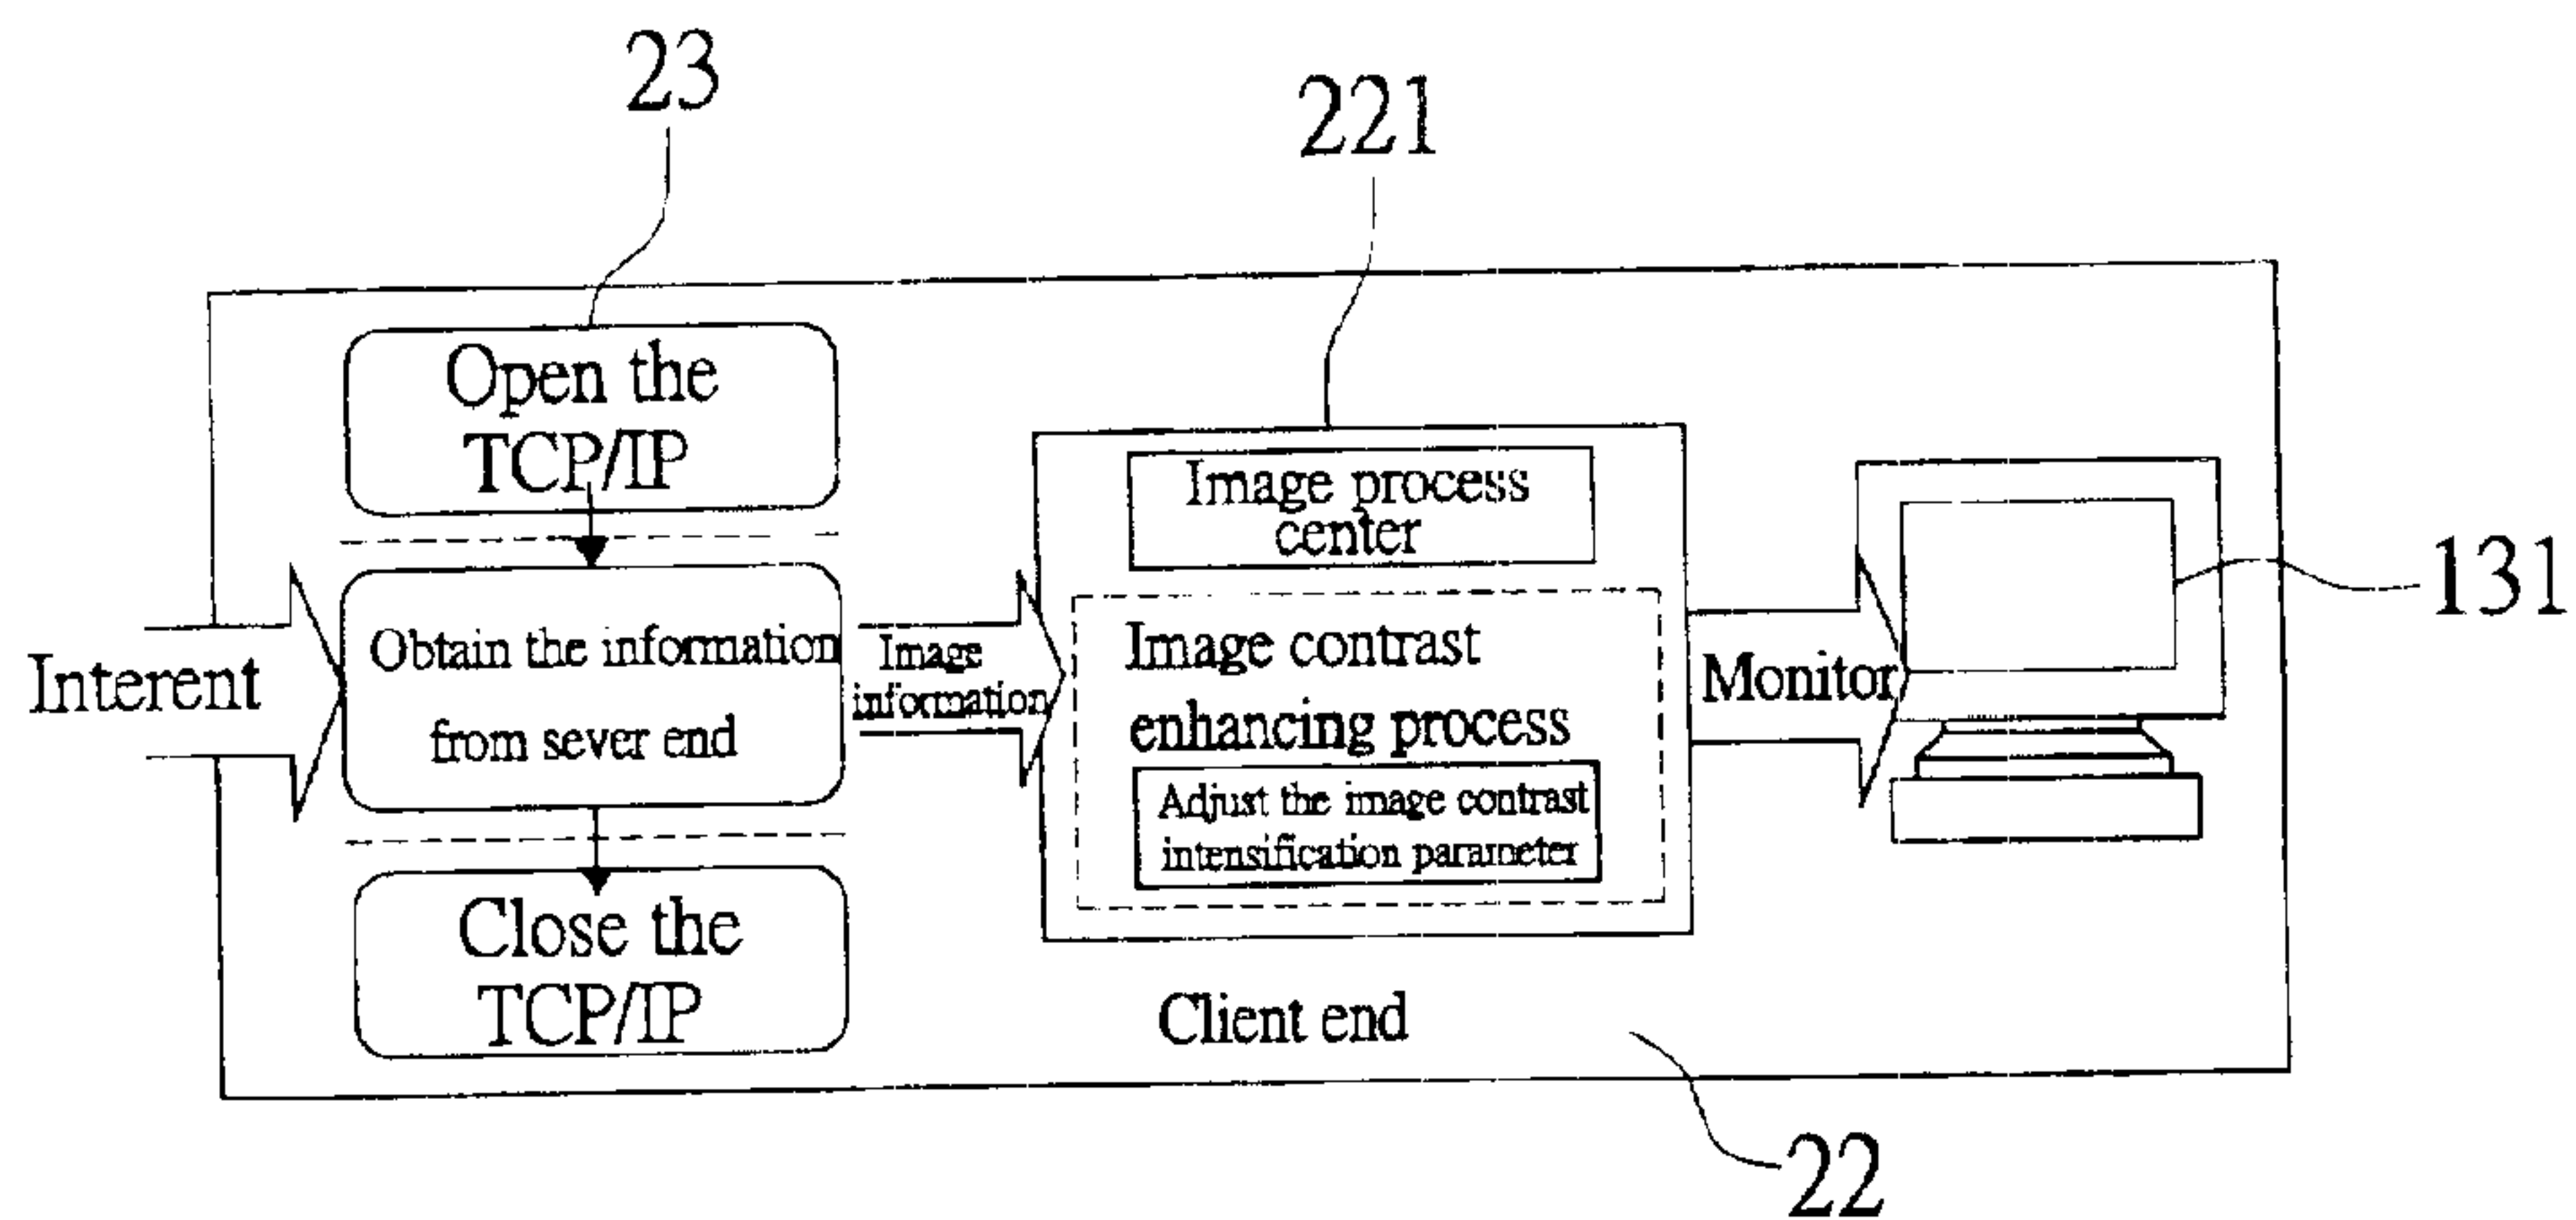 23
221
Open the
TCP/IP
Image process
center
131
Interent
Obtain the information
from sever end
Image
information
Image contrast
enhancing process
Adjust the image contrast
intensification parameter
Monitor
Close the
TCP/IP
Client end
22